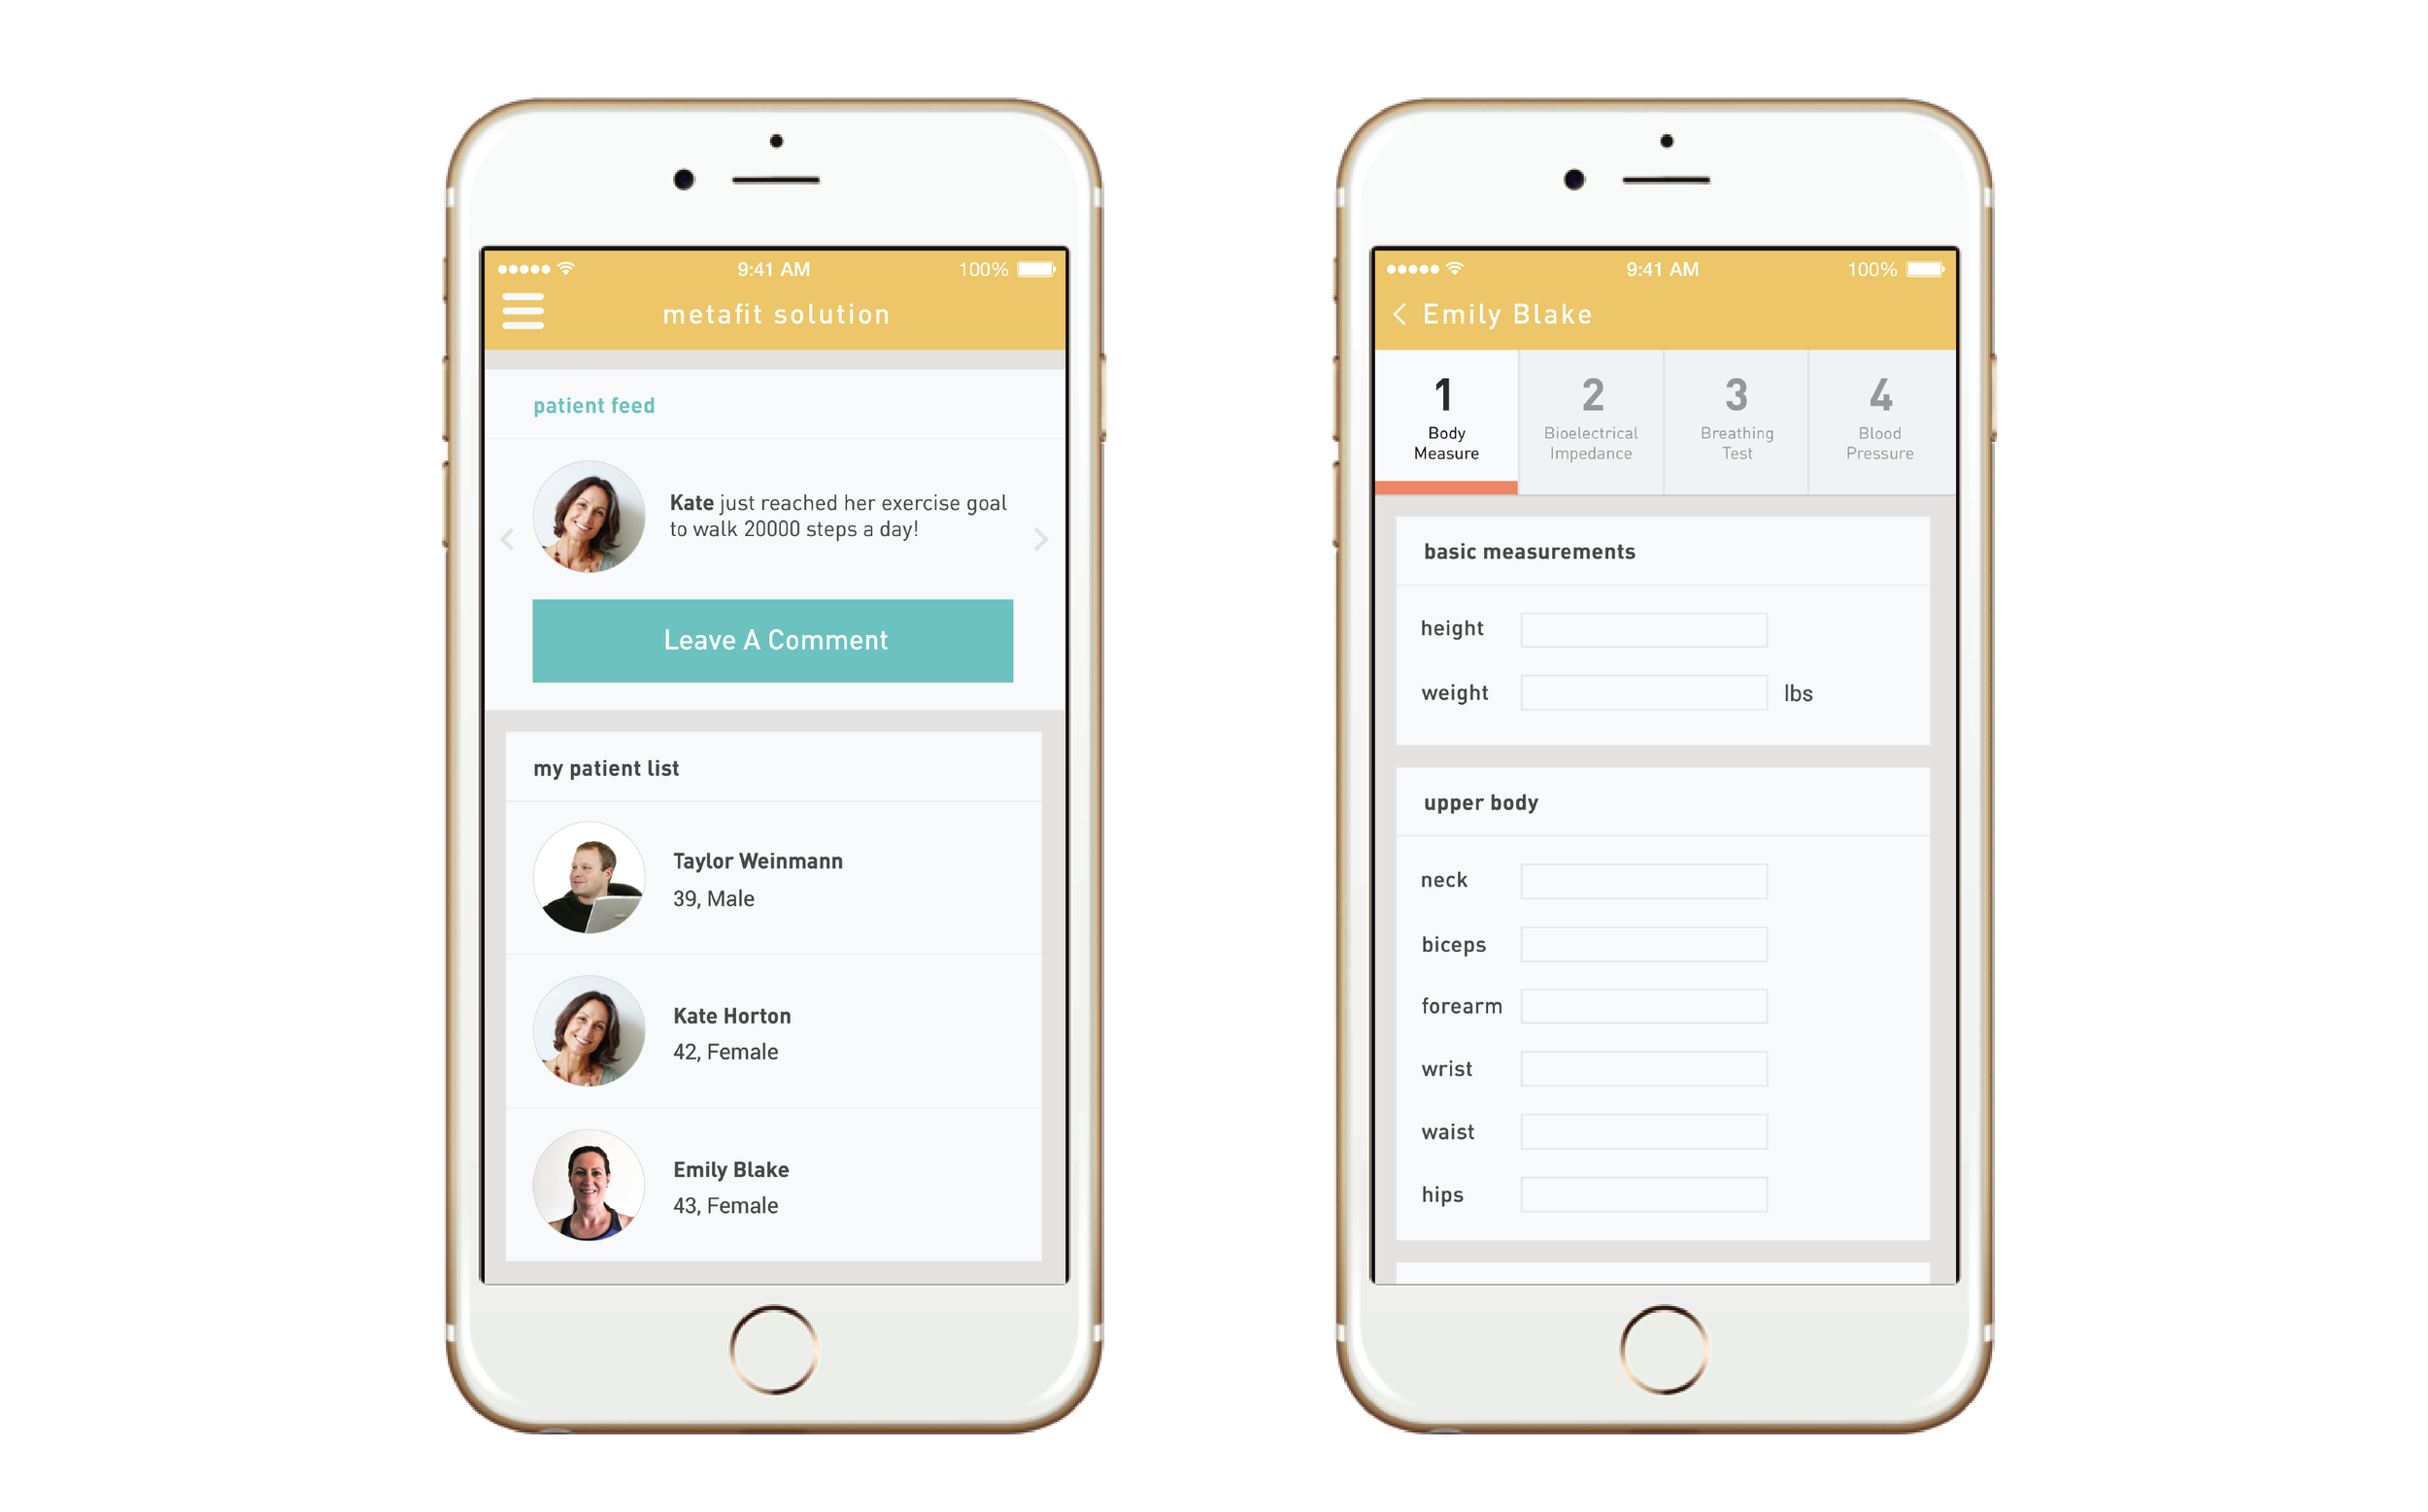 9:41 AM
100%
metafit solution
patient feed
Kate just reached her exercise goal
to walk 20000 steps a day!
Leave A Comment
my patient list
Taylor Weinmann
39, Male
Kate Horton
42, Female
Emily Blake
43, Female
9:41 AM
100%
Emily Blake
1
Body
Measure
2
Bioelectrical
Impedance
3
Breathing
Test
4
Blood
Pressure
basic measurements
height
weight lbs
upper body
neck
biceps
forearm
wrist
waist
hips